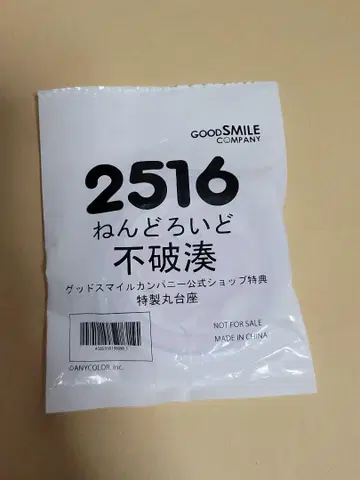 GOODSMILE
COMPANY
2516
ねんどろいど
不破湊
グッドスマイルカンパニー公式ショップ特典
特製丸台座
NOT FOR SALE
MADE IN CHINA
©ANYCOLOR, Inc.